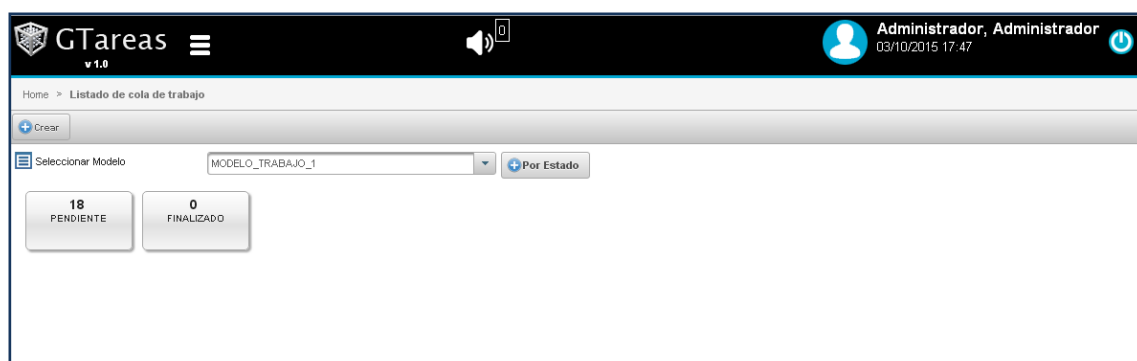 GTareas
v 1.0
0
Administrador, Administrador
03/10/2015 17:47
Home > Listado de cola de trabajo
Crear
Seleccionar Modelo
MODELO_TRABAJO_1
Por Estado
18
PENDIENTE
0
FINALIZADO